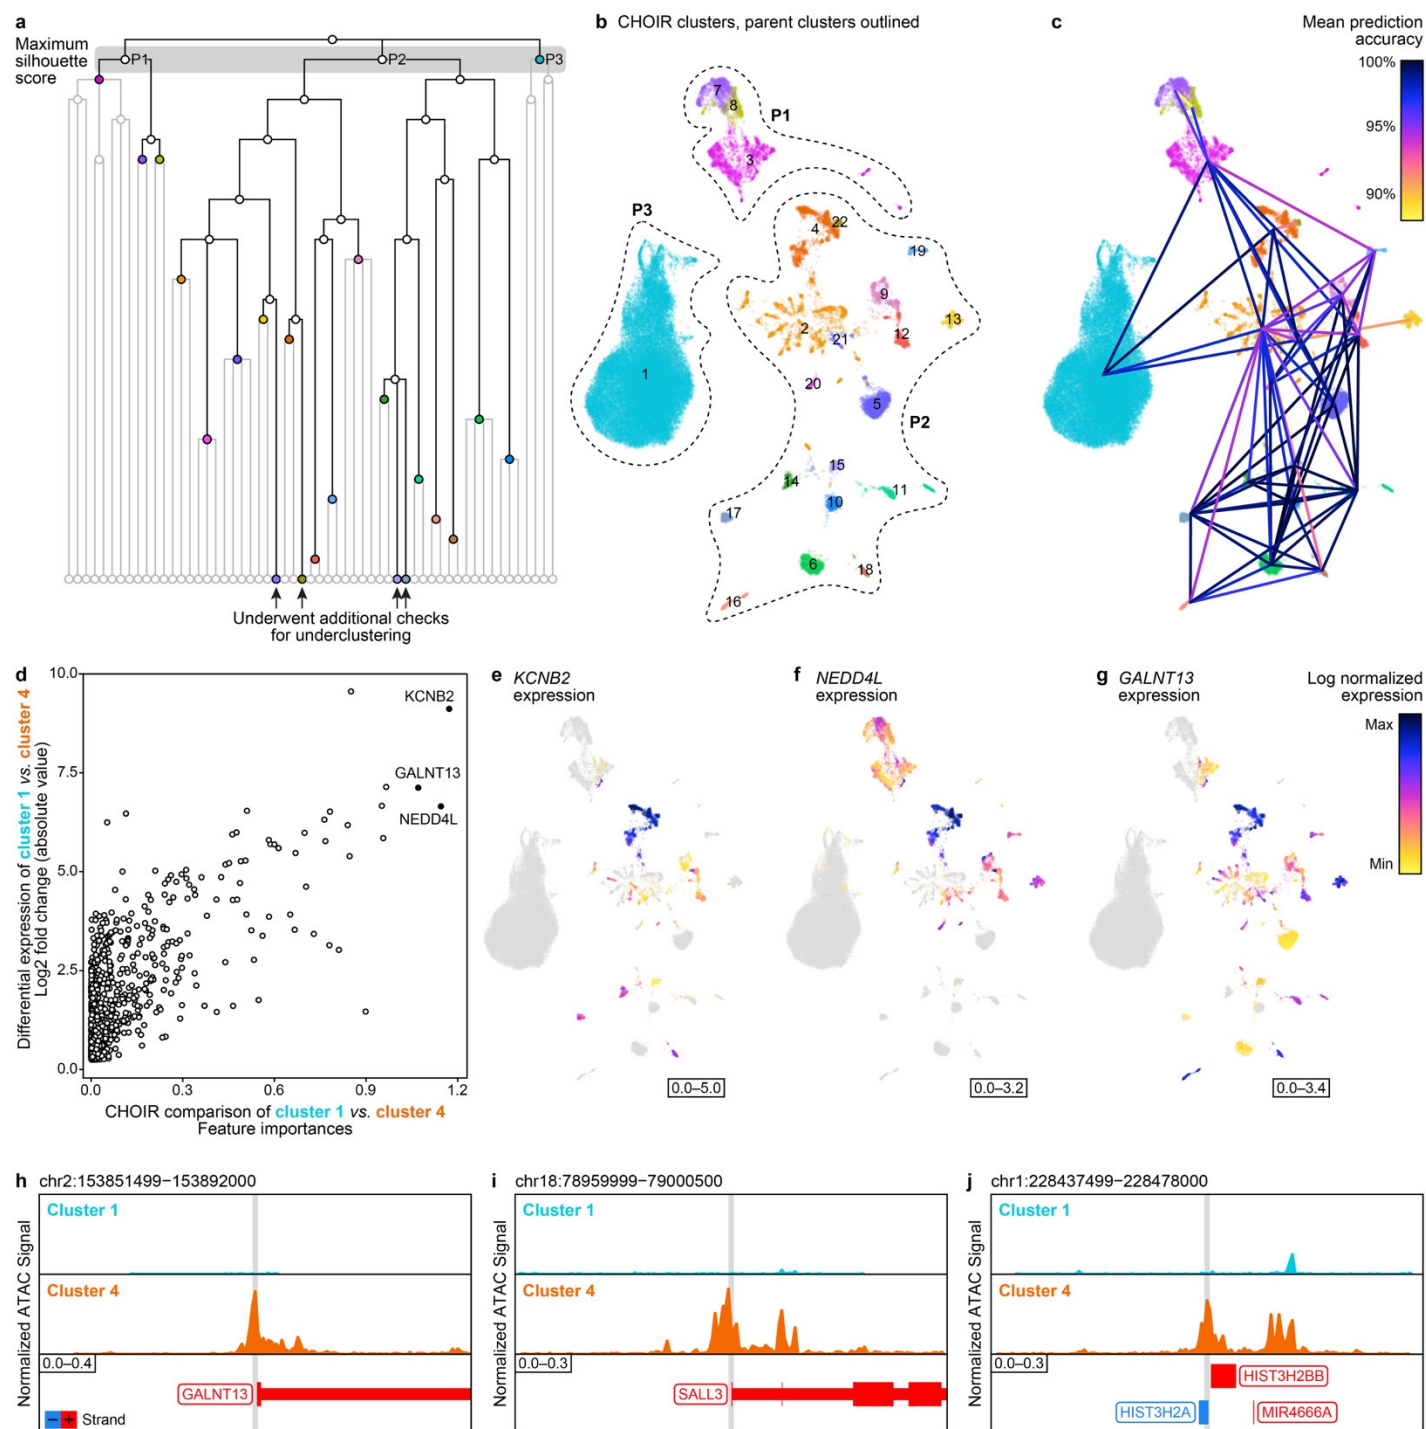 a
Maximum
silhouette
score
P1
P2
P3
Underwent additional checks
for underclustering
b CHOIR clusters, parent clusters outlined
7
8
P1
3
P3
4
22
19
9
13
2
12
21
1
20
5
P2
15
14
11
10
17
6
18
16
c
Mean prediction
accuracy
100%
95%
90%
d
Differential expression of cluster 1 vs. cluster 4
Log2 fold change (absolute value)
10.0
7.5
5.0
2.5
0.0
KCNB2
GALNT13
NEDD4L
0.0 0.3 0.6 0.9 1.2
CHOIR comparison of cluster 1 vs. cluster 4
Feature importances
e KCNB2
expression
0.0–5.0
f NEDD4L
expression
0.0–3.2
g GALNT13
expression
0.0–3.4
Log normalized
expression
Max
Min
h chr2:153851499−153892000
Normalized ATAC Signal
Cluster 1
Cluster 4
0.0–0.4
GALNT13
− + Strand
i chr18:78959999−79000500
Normalized ATAC Signal
Cluster 1
Cluster 4
0.0–0.3
SALL3
j chr1:228437499−228478000
Normalized ATAC Signal
Cluster 1
Cluster 4
0.0–0.3
HIST3H2BB
HIST3H2A
MIR4666A